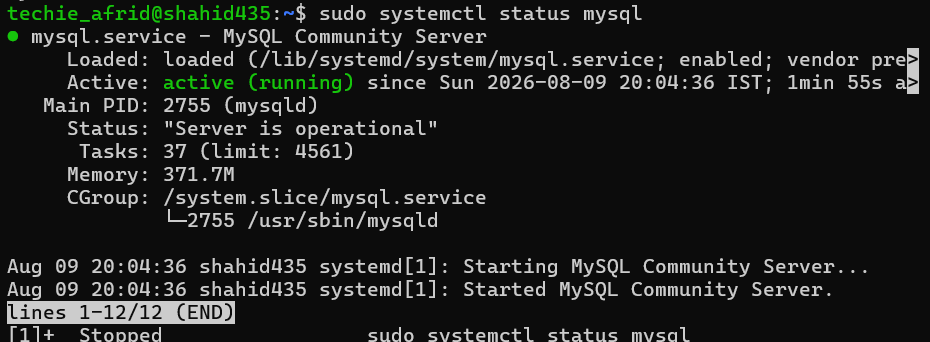 techie_afrid@shahid435:~$ sudo systemctl status mysql
● mysql.service - MySQL Community Server
     Loaded: loaded (/lib/systemd/system/mysql.service; enabled; vendor pre>
     Active: active (running) since Sun 2026-08-09 20:04:36 IST; 1min 55s a>
   Main PID: 2755 (mysqld)
     Status: "Server is operational"
      Tasks: 37 (limit: 4561)
     Memory: 371.7M
     CGroup: /system.slice/mysql.service
             └─2755 /usr/sbin/mysqld
Aug 09 20:04:36 shahid435 systemd[1]: Starting MySQL Community Server...
Aug 09 20:04:36 shahid435 systemd[1]: Started MySQL Community Server.
lines 1-12/12 (END)
[1]+  Stopped                 sudo systemctl status mysql